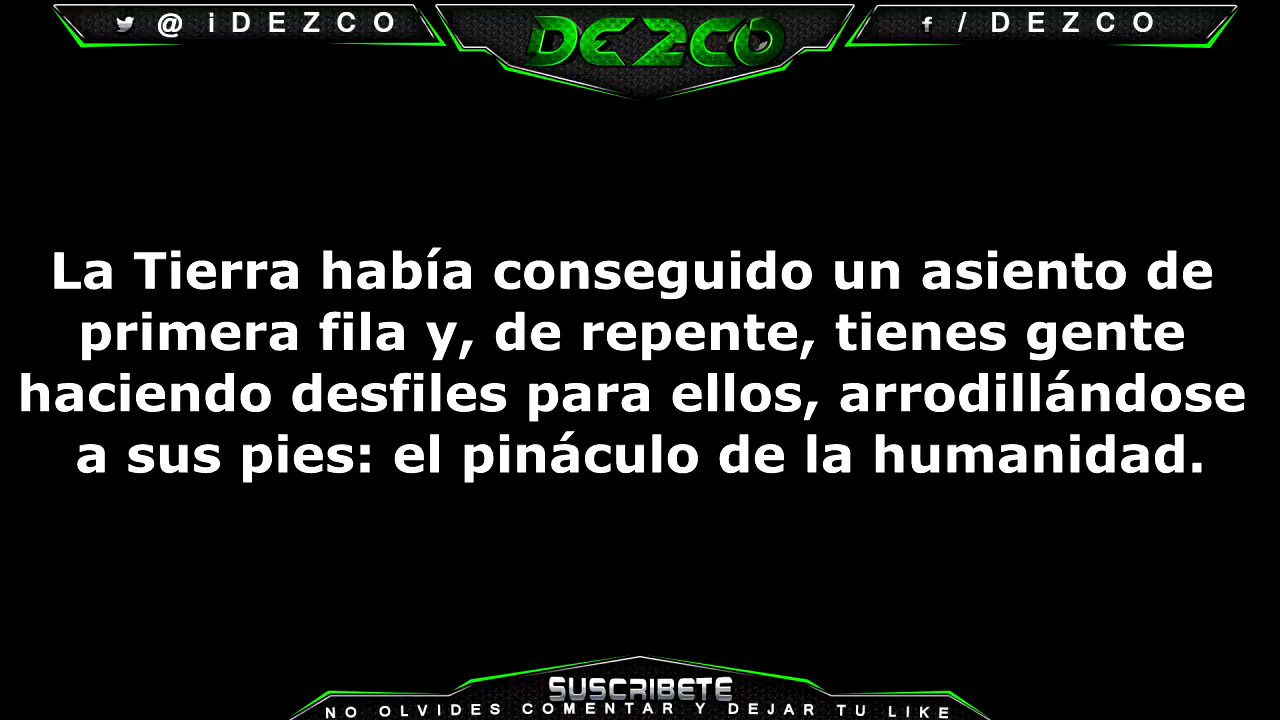 @iDEZCO
DEZCO
/DEZCO
La Tierra había conseguido un asiento de
primera fila y, de repente, tienes gente
haciendo desfiles para ellos, arrodillándose
a sus pies: el pináculo de la humanidad.
SUSCRIBETE
NO OLVIDES COMENTAR Y DEJAR TU LIKE